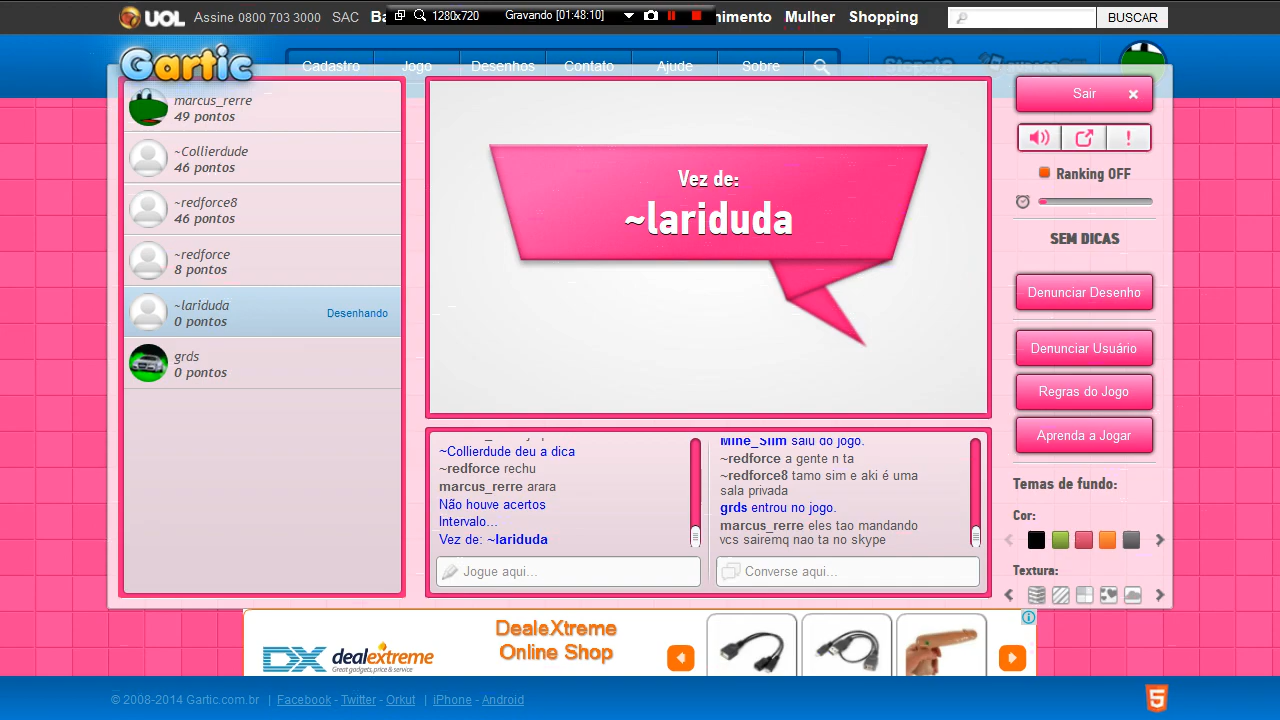 UOL Assine 0800 703 3000 SAC 1280x720 Gravando [01:48:10] Mulher Shopping BUSCAR
Gartic
Cadastro Jogo Desenhos Contato Ajuda Sobre
marcus_rerre
49 pontos
~Collierdude
46 pontos
~redforce8
46 pontos
~redforce
8 pontos
~lariduda
0 pontos
Desenhando
grds
0 pontos
Vez de:
~lariduda
~Collierdude deu a dica
~redforce rechu
marcus_rerre arara
Não houve acertos
Intervalo...
Vez de: ~lariduda
Jogue aqui...
Mine_Slim saiu do jogo.
~redforce a gente n ta
~redforce8 tamo sim e aki é uma
sala privada
grds entrou no jogo.
marcus_rerre eles tao mandando
vcs sairemq nao ta no skype
Converse aqui...
Sair
Ranking OFF
SEM DICAS
Denunciar Desenho
Denunciar Usuário
Regras do Jogo
Aprenda a Jogar
Temas de fundo:
Cor:
Textura:
DX dealextreme
Great gadgets, price & service
DealeXtreme
Online Shop
© 2008-2014 Gartic.com.br | Facebook - Twitter - Orkut | iPhone - Android
5